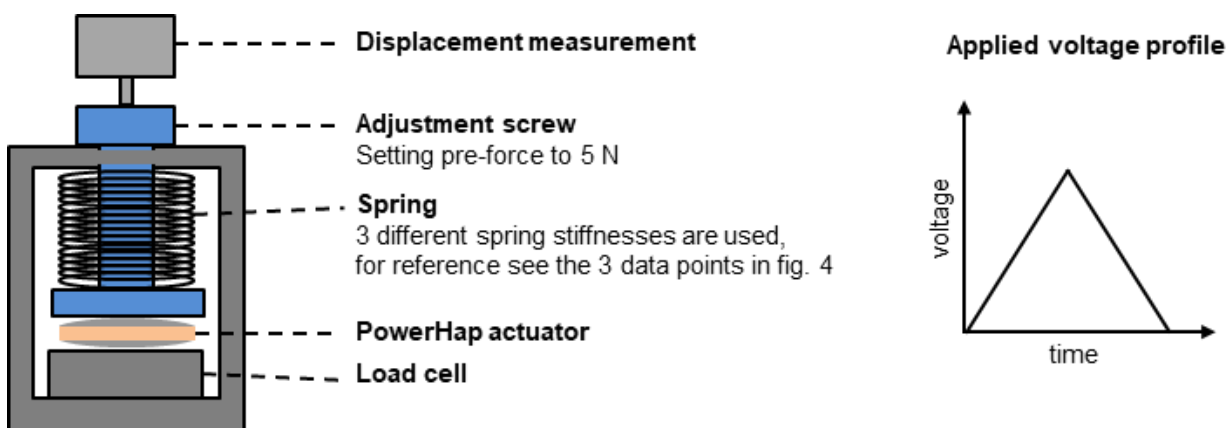 Displacement measurement
Adjustment screw
Setting pre-force to 5 N
Spring
3 different spring stiffnesses are used,
for reference see the 3 data points in fig. 4
PowerHap actuator
Load cell
Applied voltage profile
voltage
time